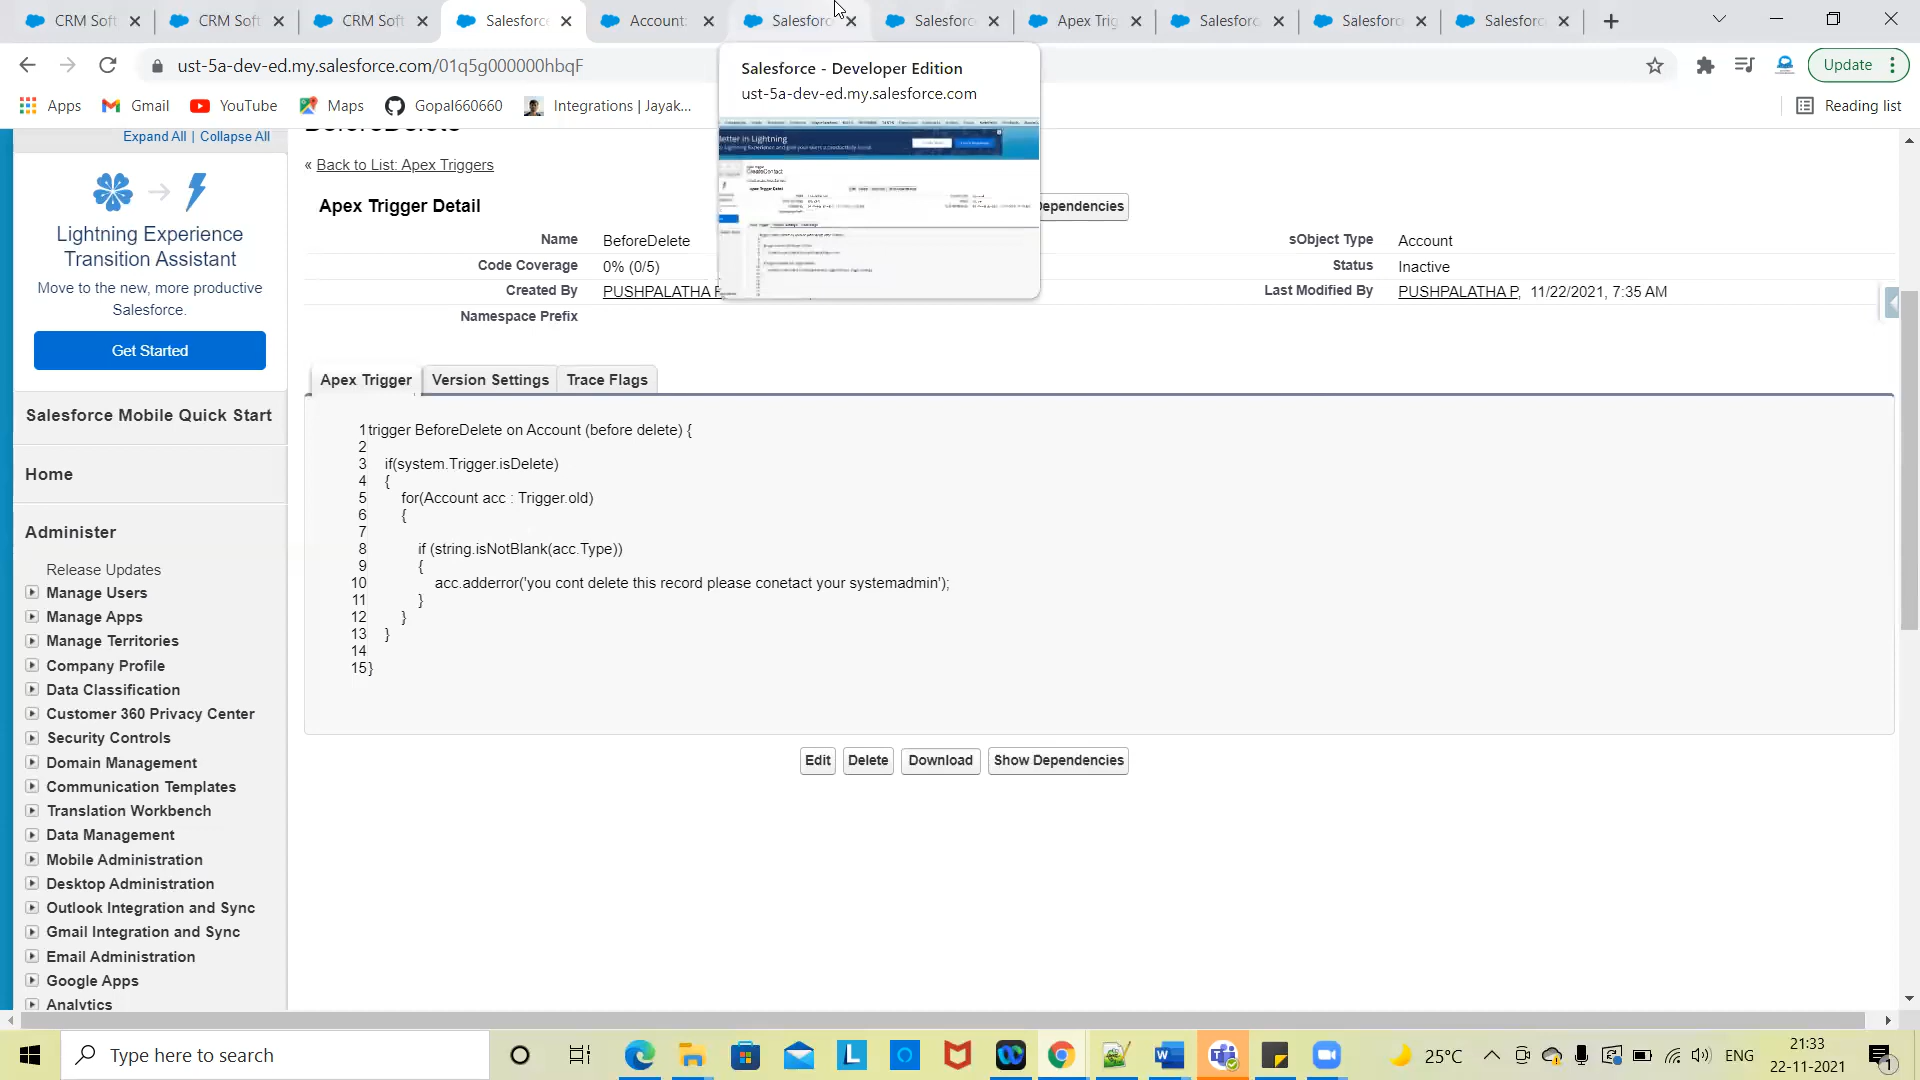 CRM Soft
CRM Soft
CRM Soft
Salesforc
Account:
Salesforc
Salesforc
Apex Trig
Salesforc
Salesforc
Salesforc
ust-5a-dev-ed.my.salesforce.com/01q5g000000hbqF
Update
Apps
Gmail
YouTube
Maps
Gopal660660
Integrations | Jayak...
Reading list
Salesforce - Developer Edition
ust-5a-dev-ed.my.salesforce.com
Expand All | Collapse All
Lightning Experience
Transition Assistant
Move to the new, more productive
Salesforce.
Get Started
Salesforce Mobile Quick Start
Home
Administer
Release Updates
Manage Users
Manage Apps
Manage Territories
Company Profile
Data Classification
Customer 360 Privacy Center
Security Controls
Domain Management
Communication Templates
Translation Workbench
Data Management
Mobile Administration
Desktop Administration
Outlook Integration and Sync
Gmail Integration and Sync
Email Administration
Google Apps
Analytics
BeforeDelete
« Back to List: Apex Triggers
Apex Trigger Detail
Dependencies
Name BeforeDelete
sObject Type Account
Code Coverage 0% (0/5)
Status Inactive
Created By PUSHPALATHA P
Last Modified By PUSHPALATHA P, 11/22/2021, 7:35 AM
Namespace Prefix
Apex Trigger
Version Settings
Trace Flags
1 trigger BeforeDelete on Account (before delete) {
2
3 if(system.Trigger.isDelete)
4 {
5 for(Account acc : Trigger.old)
6 {
7
8 if (string.isNotBlank(acc.Type))
9 {
10 acc.adderror('you cont delete this record please conetact your systemadmin');
11 }
12 }
13 }
14
15 }
Edit
Delete
Download
Show Dependencies
Type here to search
25°C
ENG
21:33
22-11-2021
1